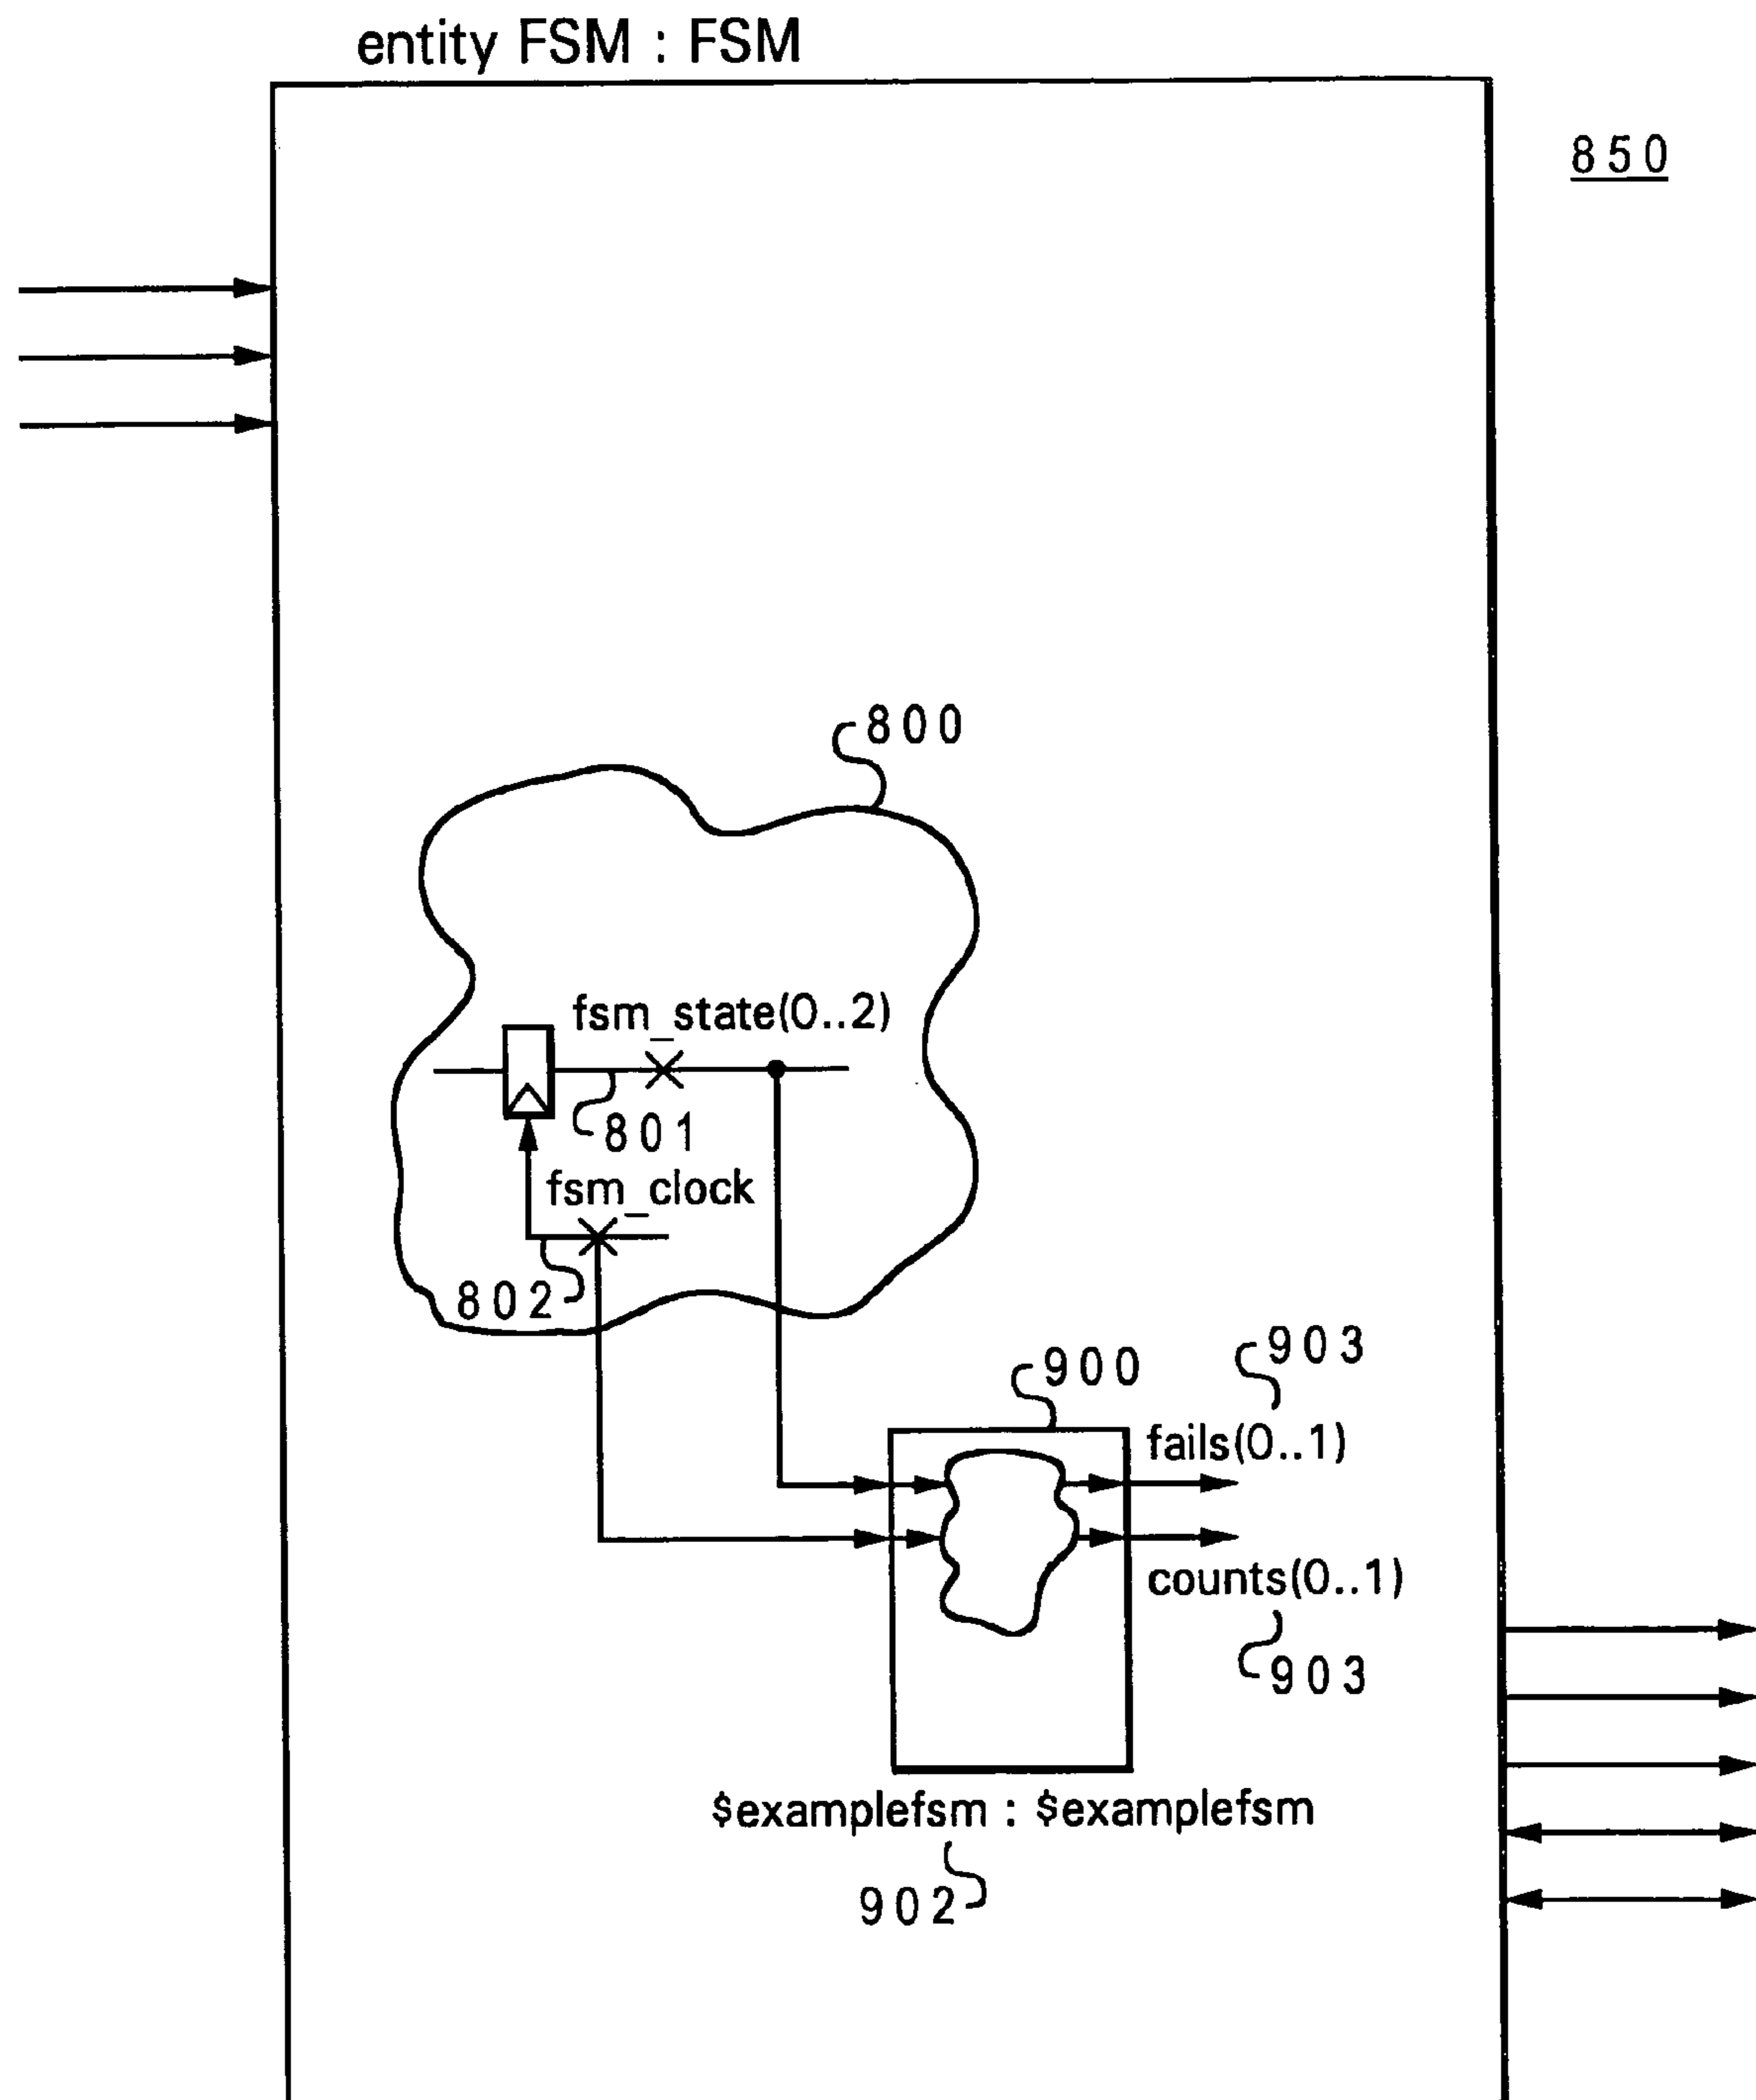 entity FSM : FSM
850
800
fsm_state(0..2)
801
fsm_clock
802
903
900
fails(0..1)
counts(0..1)
903
$examplefsm : $examplefsm
902